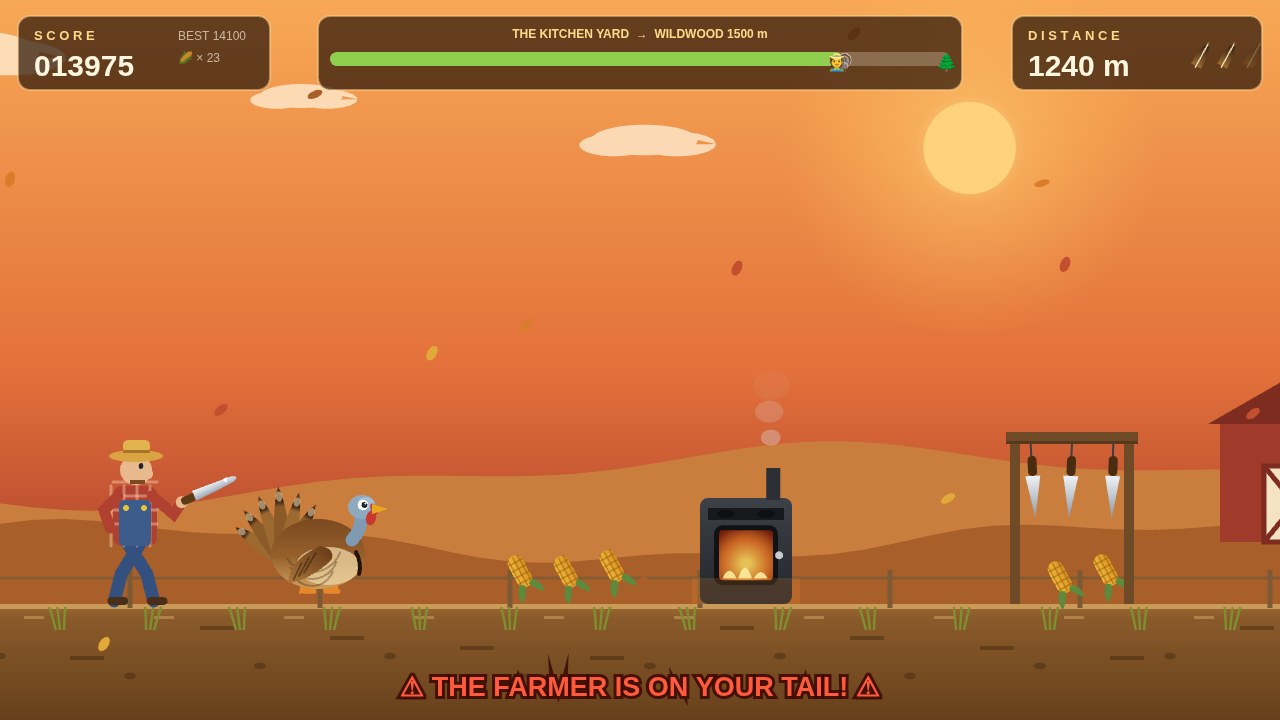 SCORE
013975
BEST 14100
🌽 × 23
THE KITCHEN YARD → WILDWOOD 1500 m
DISTANCE
1240 m
⚠ THE FARMER IS ON YOUR TAIL! ⚠